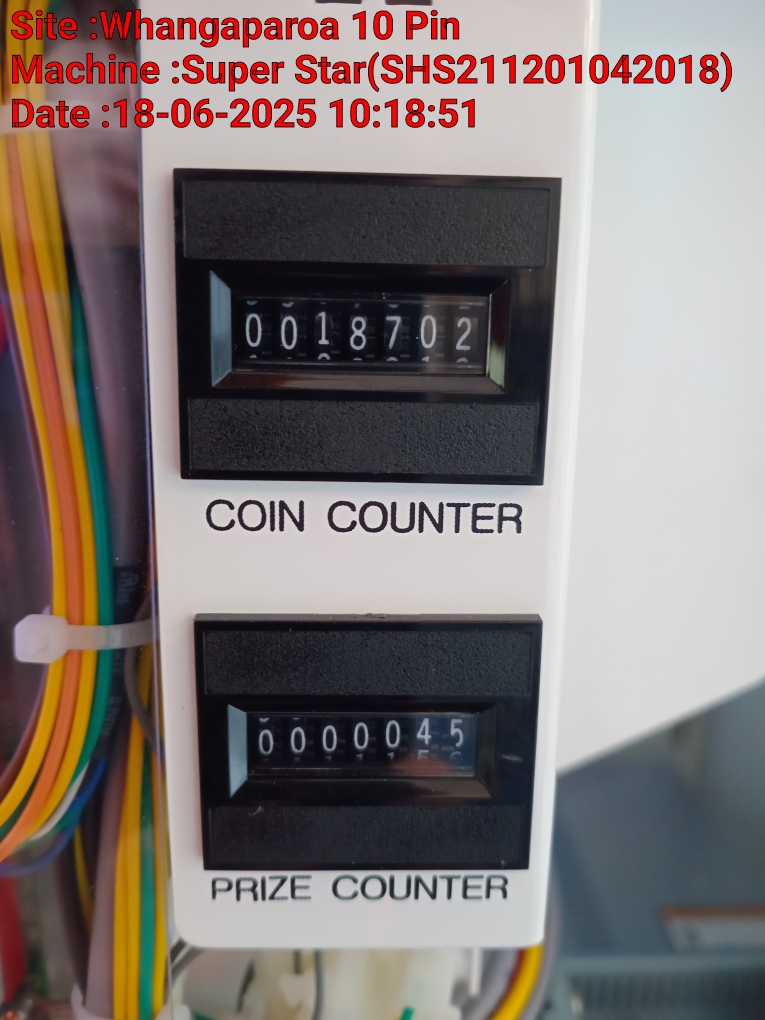 Site :Whangaparoa 10 Pin
Machine :Super Star(SHS211201042018)
Date :18-06-2025 10:18:51
0018702
COIN COUNTER
0000045
PRIZE COUNTER